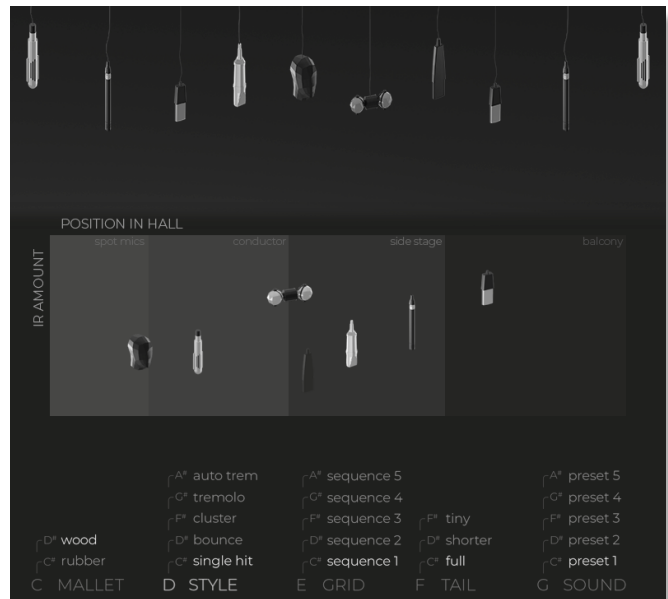 POSITION IN HALL
spot mics conductor side stage balcony
IR AMOUNT
A# auto trem A# sequence 5 A# preset 5
G# tremolo G# sequence 4 G# preset 4
F# cluster F# sequence 3 F# tiny F# preset 3
D# wood D# bounce D# sequence 2 D# shorter D# preset 2
C# rubber C# single hit C# sequence 1 C# full C# preset 1
C MALLET D STYLE E GRID F TAIL G SOUND